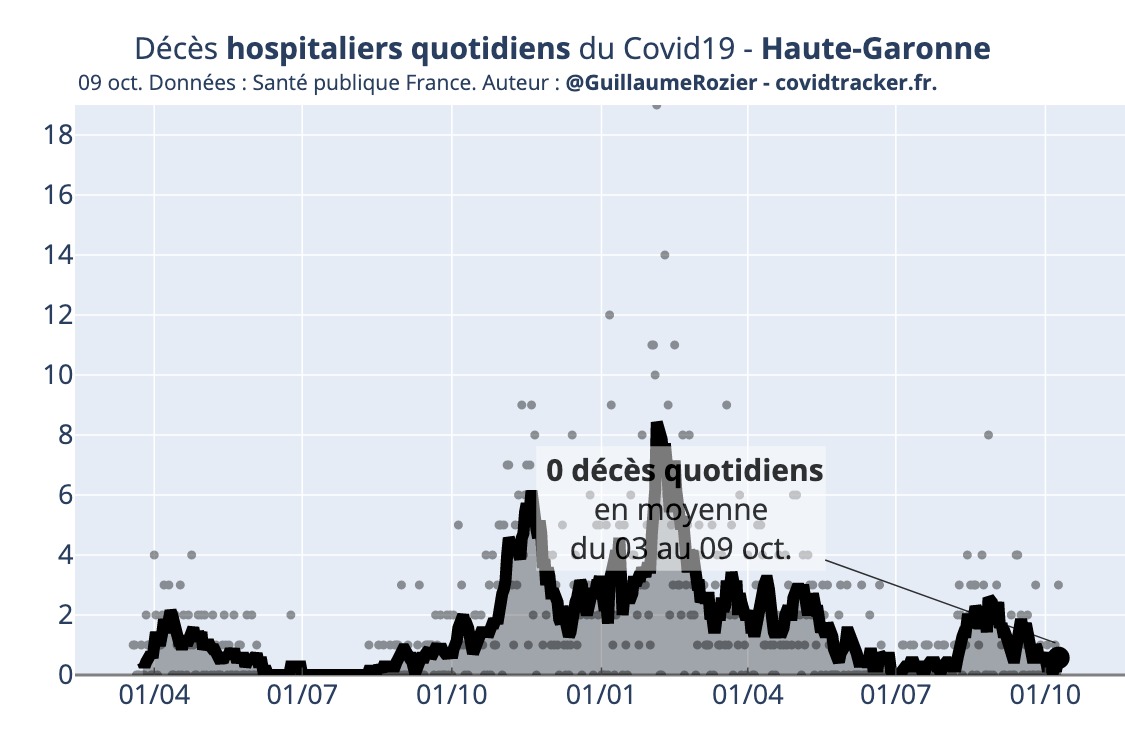 Décès hospitaliers quotidiens du Covid19 - Haute-Garonne
09 oct. Données : Santé publique France. Auteur : @GuillaumeRozier - covidtracker.fr.
18
16
14
12
10
8
6
4
2
0
0 décès quotidiens
en moyenne
du 03 au 09 oct.
01/04 01/07 01/10 01/01 01/04 01/07 01/10